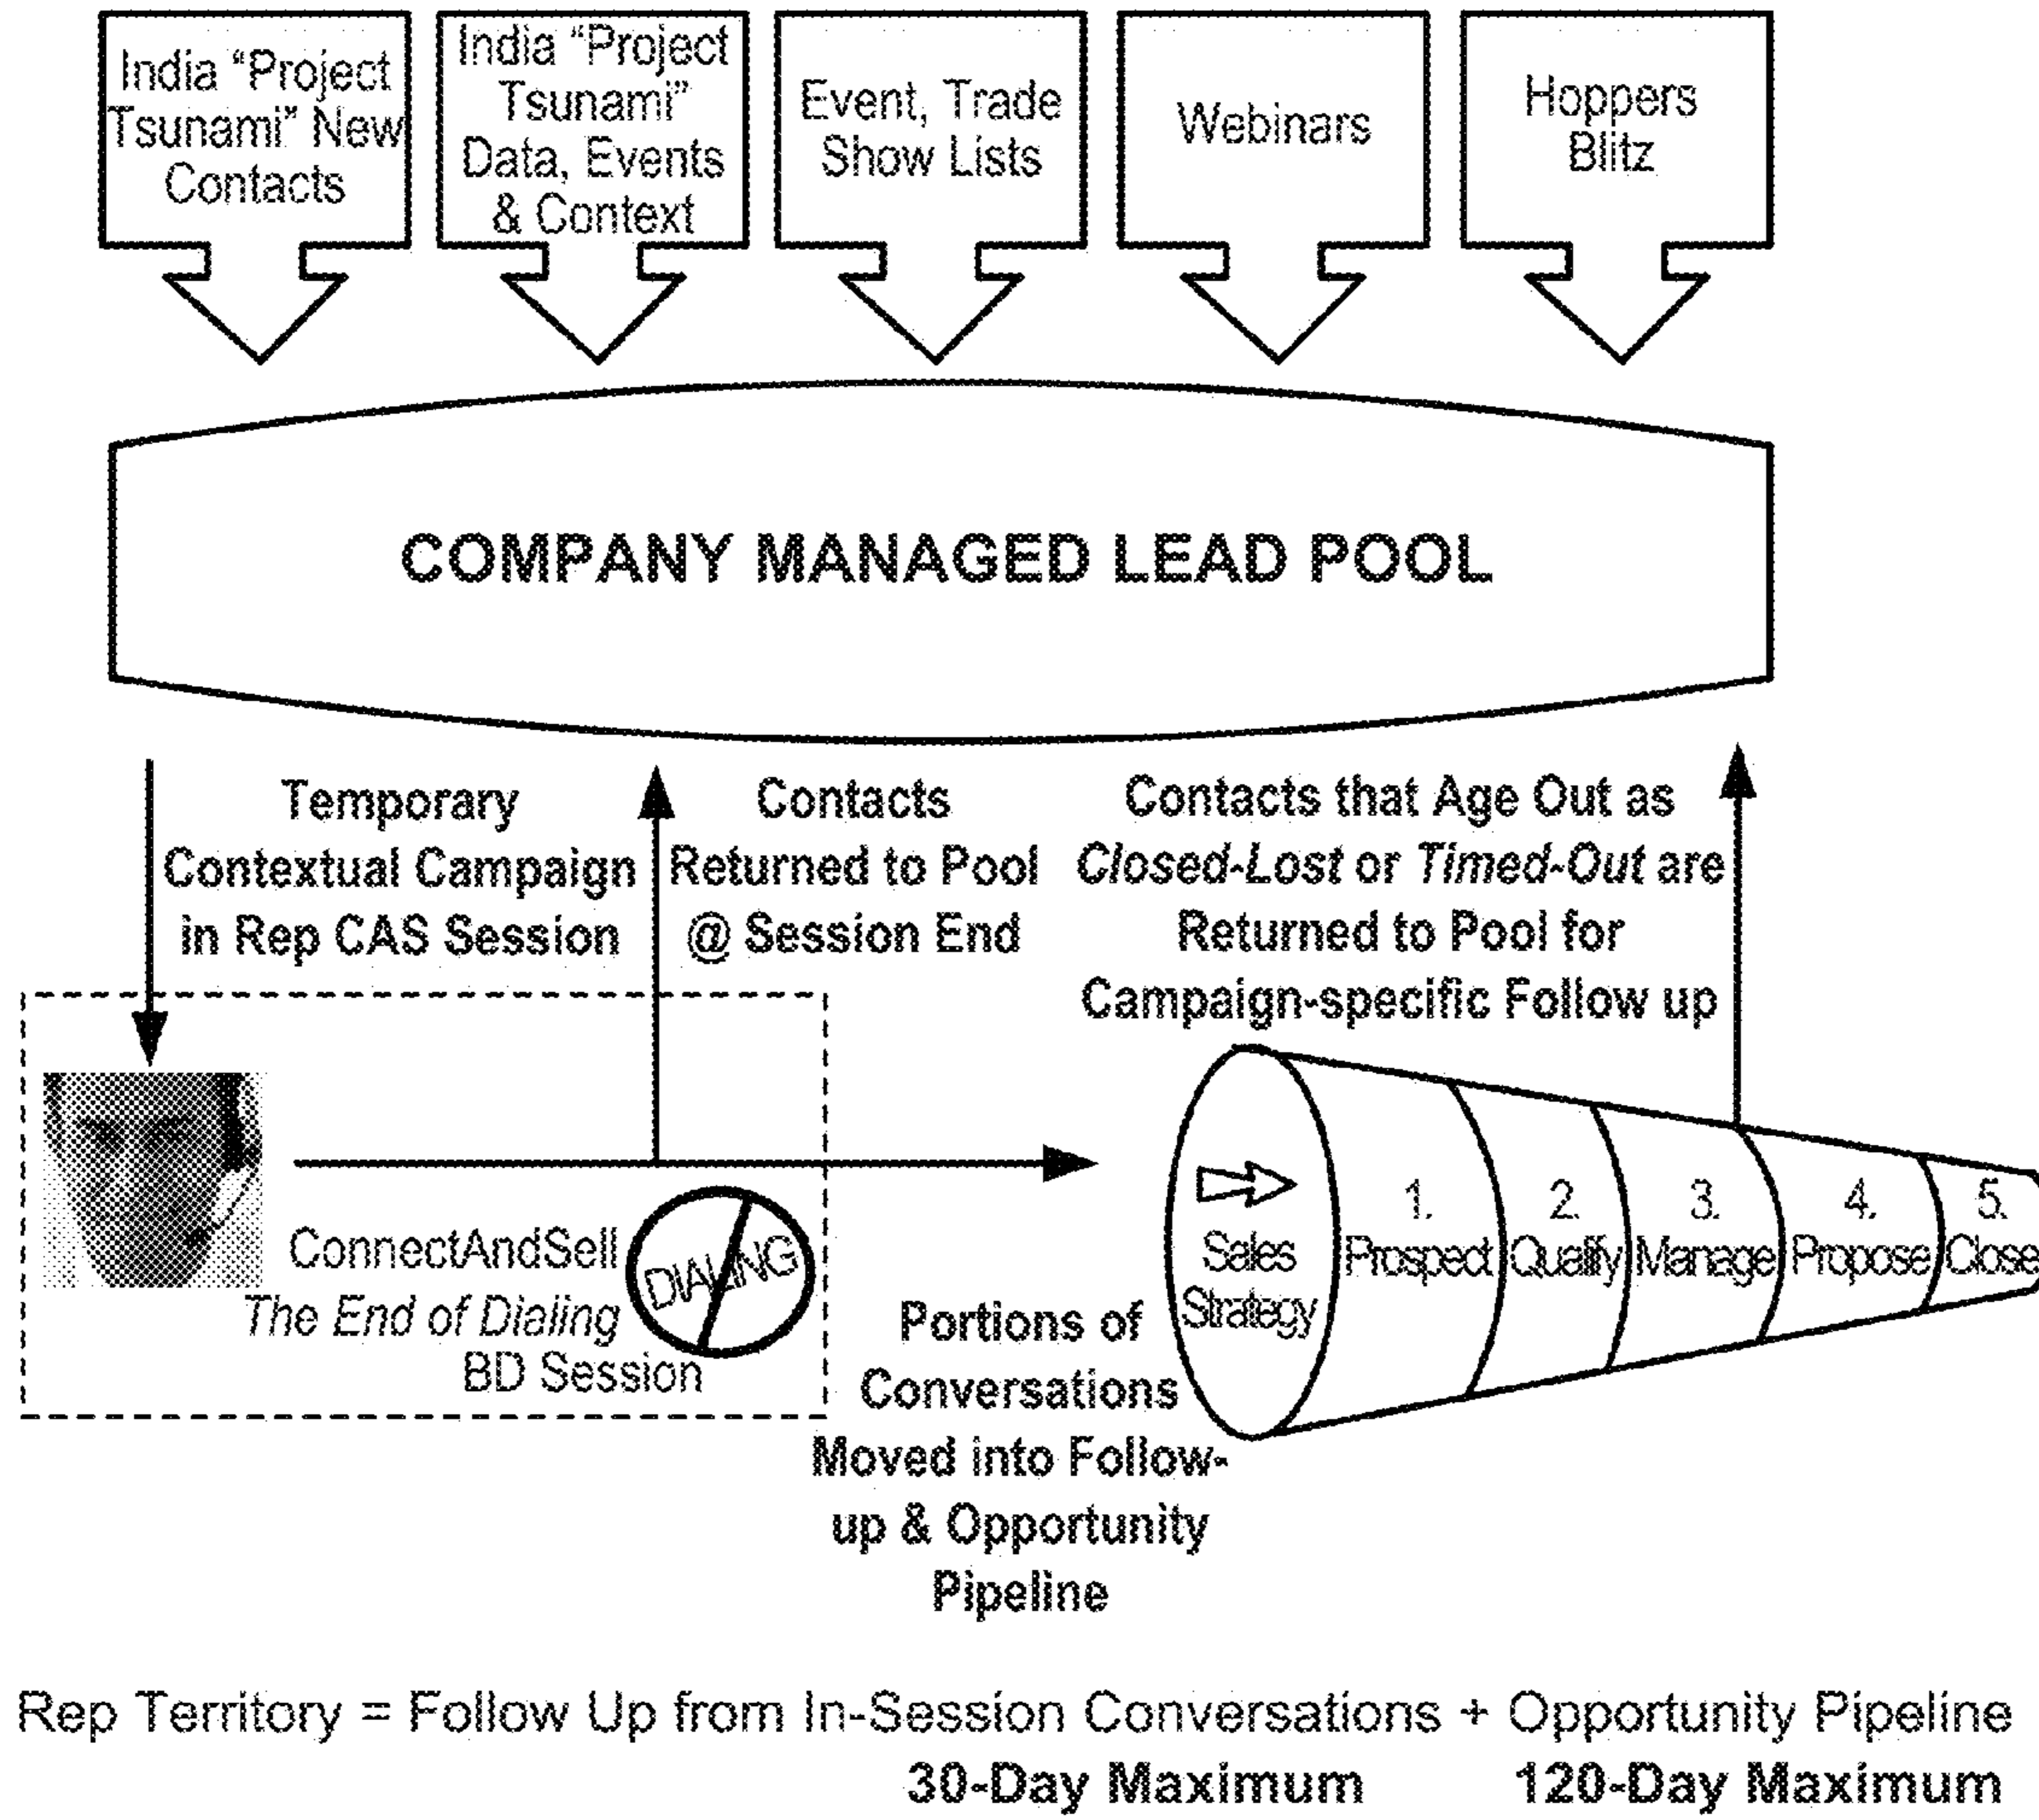 India “Project
Tsunami” New
Contacts
India “Project
Tsunami”
Data, Events
& Context
Event, Trade
Show Lists
Webinars
Hoppers
Blitz
COMPANY MANAGED LEAD POOL
Temporary
Contextual Campaign
in Rep CAS Session
Contacts
Returned to Pool
@ Session End
Contacts that Age Out as
Closed-Lost or Timed-Out are
Returned to Pool for
Campaign-specific Follow up
ConnectAndSell
The End of Dialing
BD Session
DIALING
Portions of
Conversations
Moved into Follow-
up & Opportunity
Pipeline
Sales
Strategy
1.
Prospect
2.
Qualify
3.
Manage
4.
Propose
5.
Close
Rep Territory = Follow Up from In-Session Conversations + Opportunity Pipeline
30-Day Maximum 120-Day Maximum